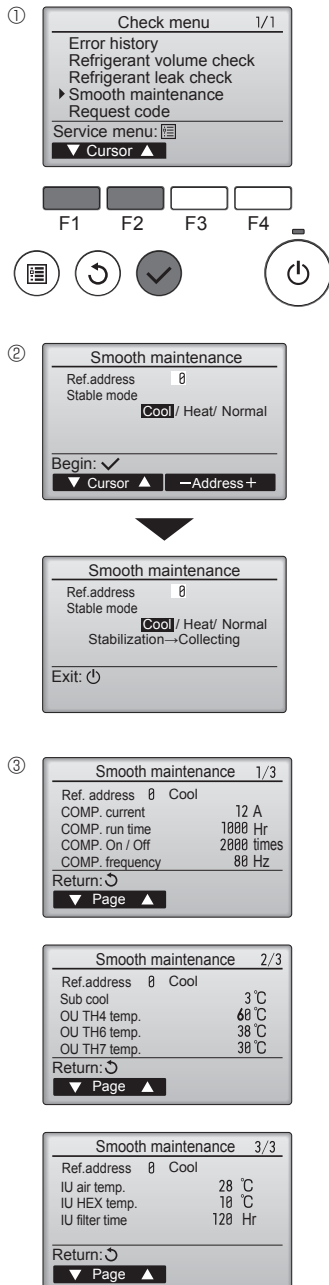 ①
Check menu 1/1
Error history
Refrigerant volume check
Refrigerant leak check
Smooth maintenance
Request code
Service menu:
▼ Cursor ▲
F1 F2 F3 F4
②
Smooth maintenance
Ref.address 0
Stable mode
Cool / Heat/ Normal
Begin: ✓
▼ Cursor ▲ −Address+
Smooth maintenance
Ref.address 0
Stable mode
Cool / Heat/ Normal
Stabilization→Collecting
Exit:
③
Smooth maintenance 1/3
Ref. address 0 Cool
COMP. current 12 A
COMP. run time 1000 Hr
COMP. On / Off 2000 times
COMP. frequency 80 Hz
Return:
▼ Page ▲
Smooth maintenance 2/3
Ref.address 0 Cool
Sub cool 3 ℃
OU TH4 temp. 60 ℃
OU TH6 temp. 38 ℃
OU TH7 temp. 30 ℃
Return:
▼ Page ▲
Smooth maintenance 3/3
Ref.address 0 Cool
IU air temp. 28 ℃
IU HEX temp. 10 ℃
IU filter time 120 Hr
Return:
▼ Page ▲